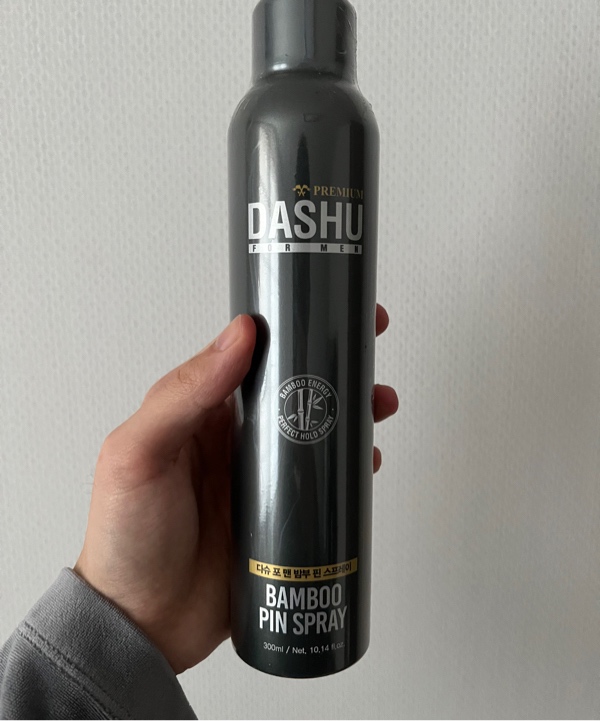 PREMIUM
DASHU
FOR MEN
BAMBOO ENERGY
PERFECT HOLD SPRAY
다슈 포 맨 밤부 핀 스프레이
BAMBOO
PIN SPRAY
300ml / Net, 10.14 fl.oz.